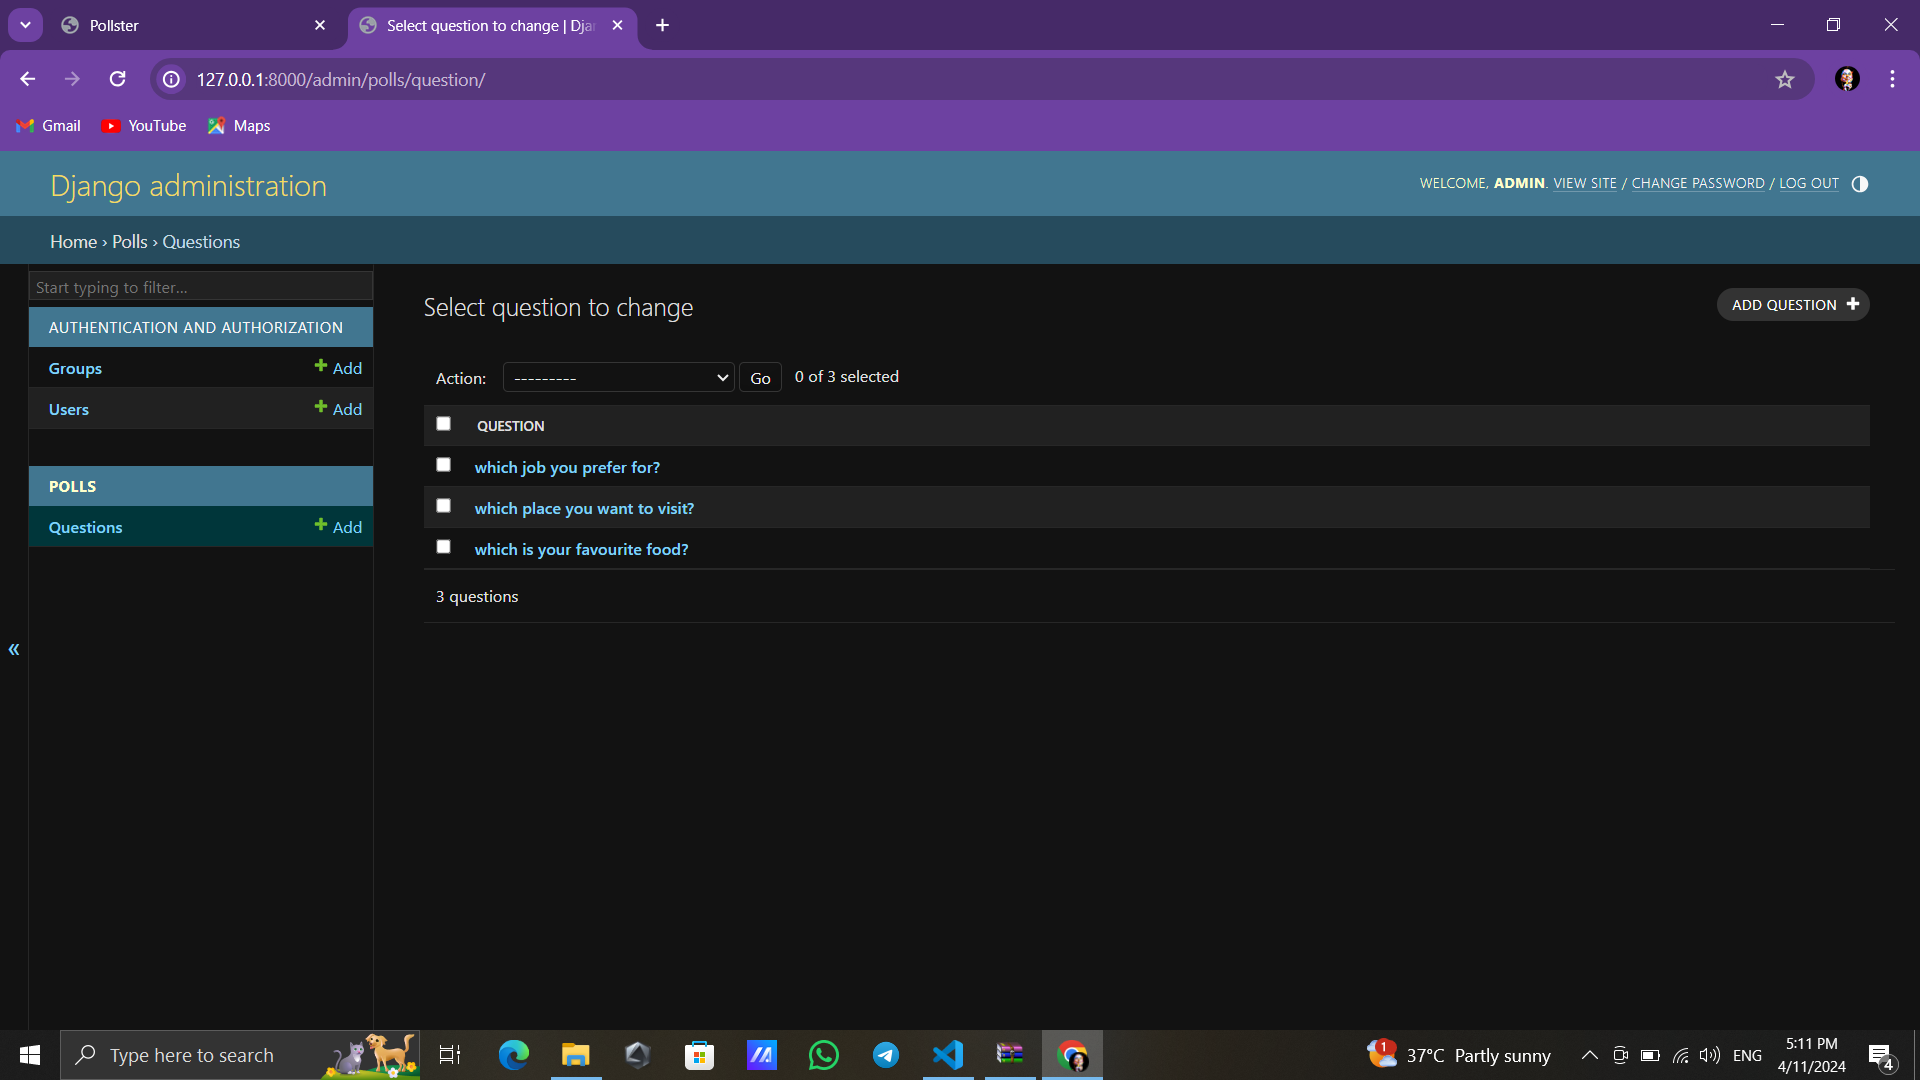 Pollster
Select question to change | Dja
127.0.0.1:8000/admin/polls/question/
Gmail YouTube Maps
Django administration
WELCOME, ADMIN. VIEW SITE / CHANGE PASSWORD / LOG OUT
Home › Polls › Questions
Start typing to filter...
AUTHENTICATION AND AUTHORIZATION
Groups Add
Users Add
POLLS
Questions Add
«
Select question to change
ADD QUESTION
Action: --------- Go 0 of 3 selected
QUESTION
which job you prefer for?
which place you want to visit?
which is your favourite food?
3 questions
Type here to search
1
37°C Partly sunny
ENG
5:11 PM
4/11/2024
4